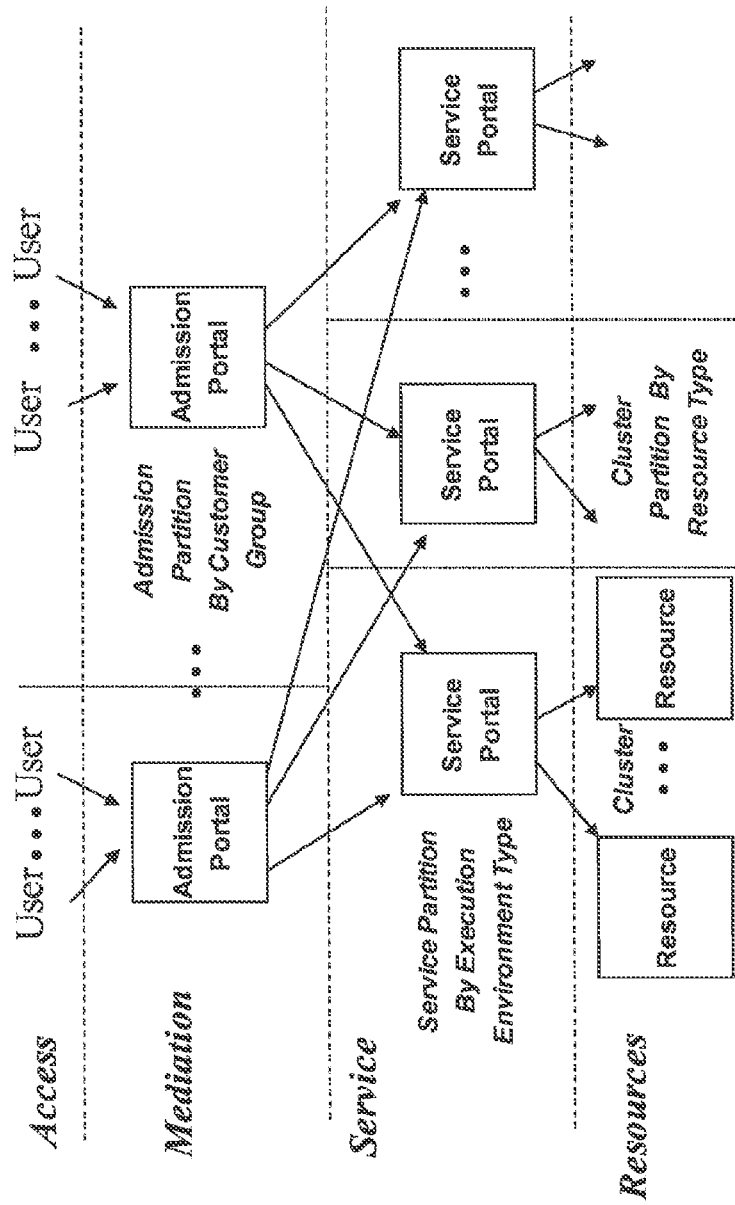 Access
User...User
User ... User
Mediation
Admission
Portal
...
Admission
Partition
By Customer
Group
Admission
Portal
Service
Service Partition
By Execution
Environment Type
Service
Portal
Service
Portal
...
Service
Portal
Resources
Resource
Cluster
...
Resource
Cluster
Partition By
Resource Type